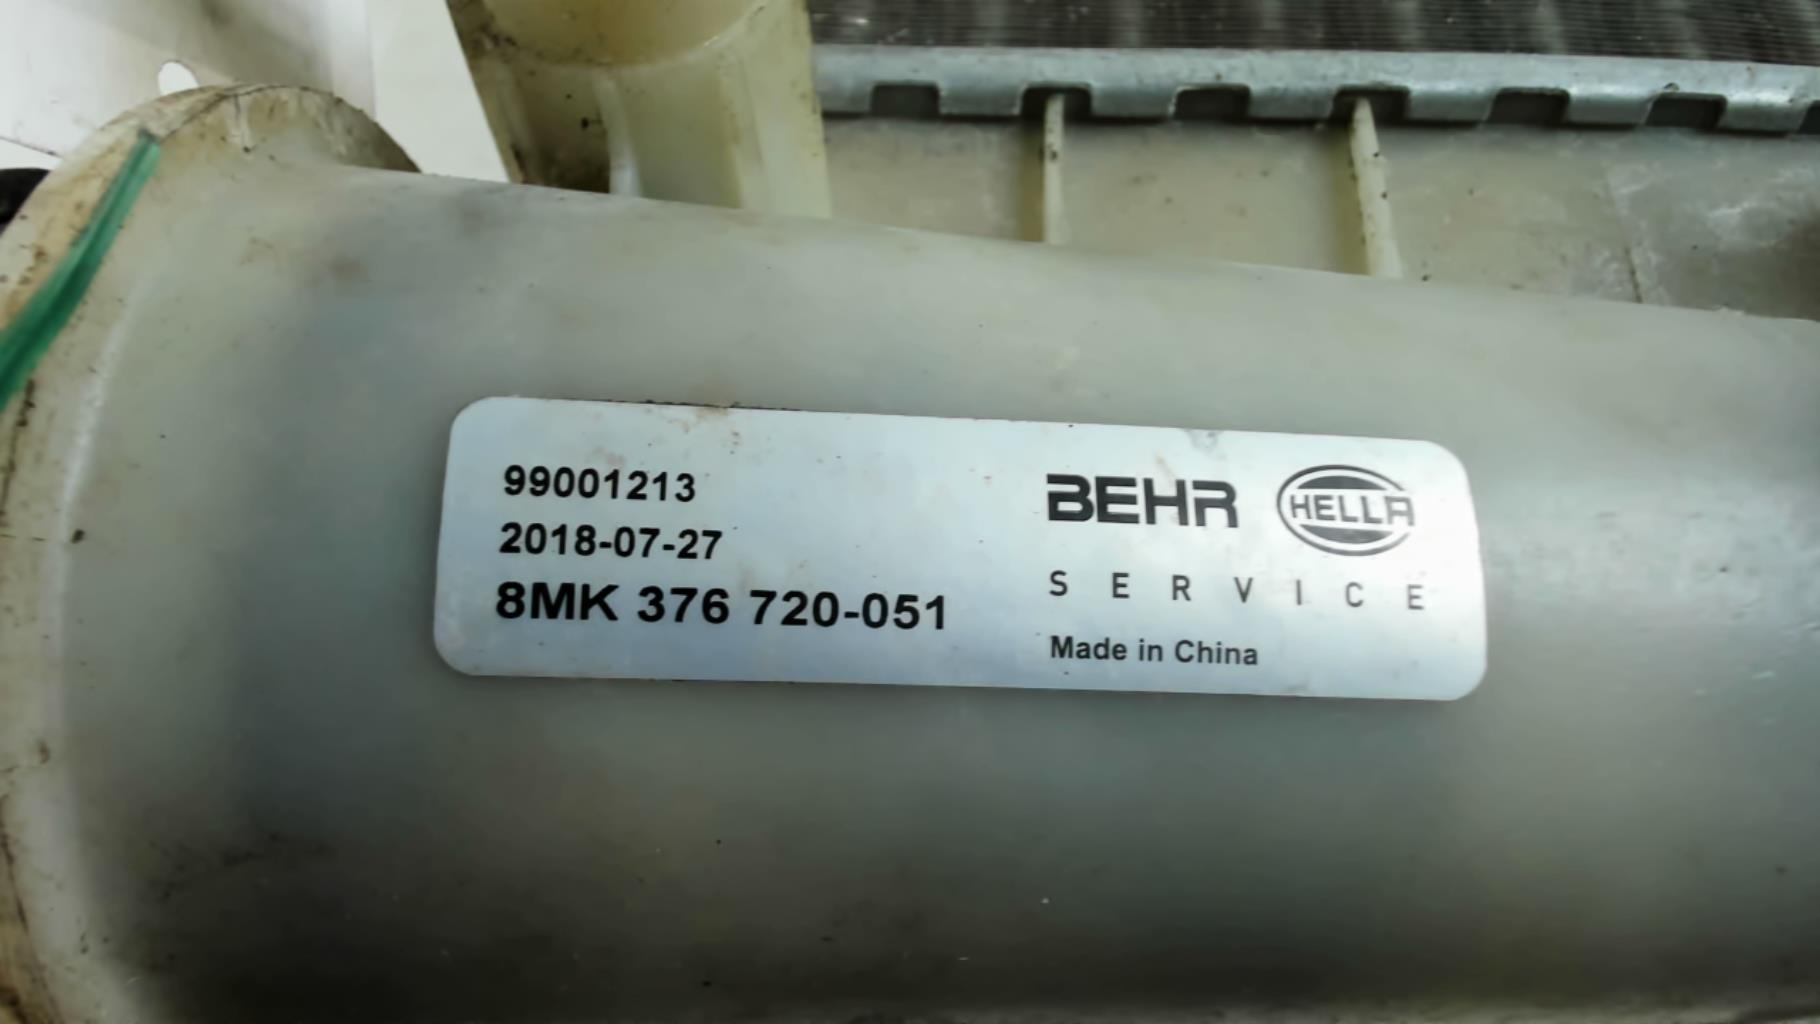 99001213
2018-07-27
8MK 376 720-051
BEHR HELLA
SERVICE
Made in China